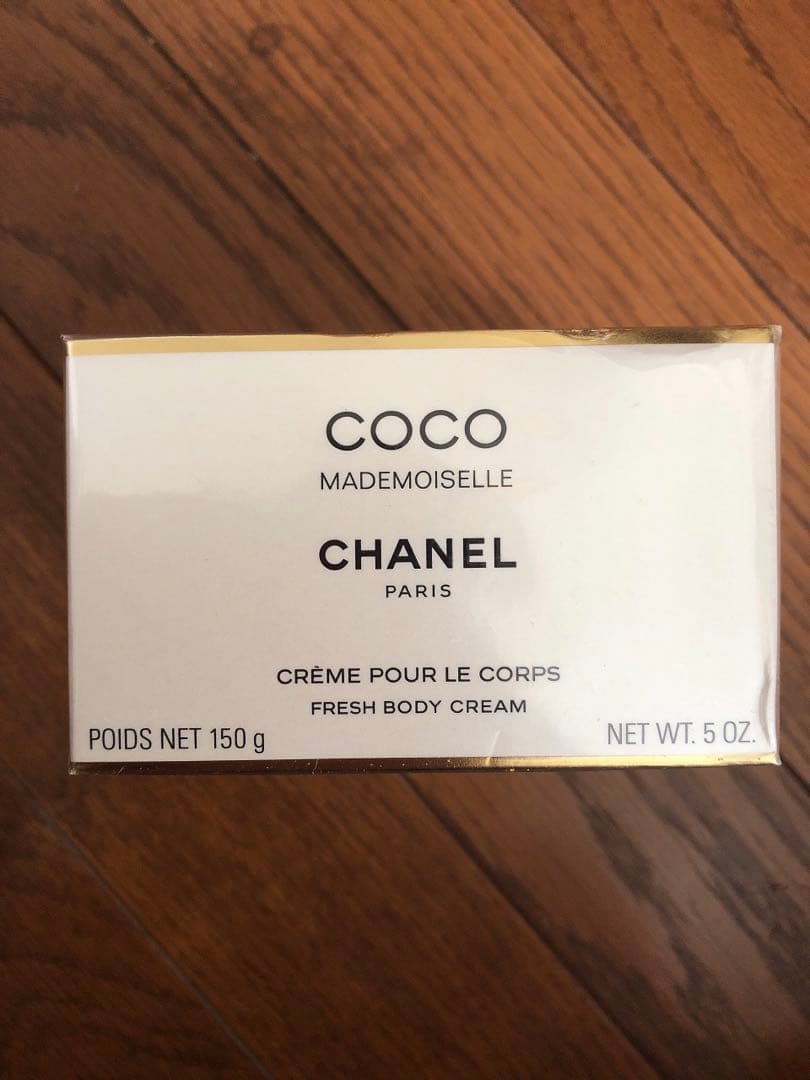 COCO
MADEMOISELLE
CHANEL
PARIS
CRÈME POUR LE CORPS
FRESH BODY CREAM
POIDS NET 150 g
NET WT. 5 OZ.